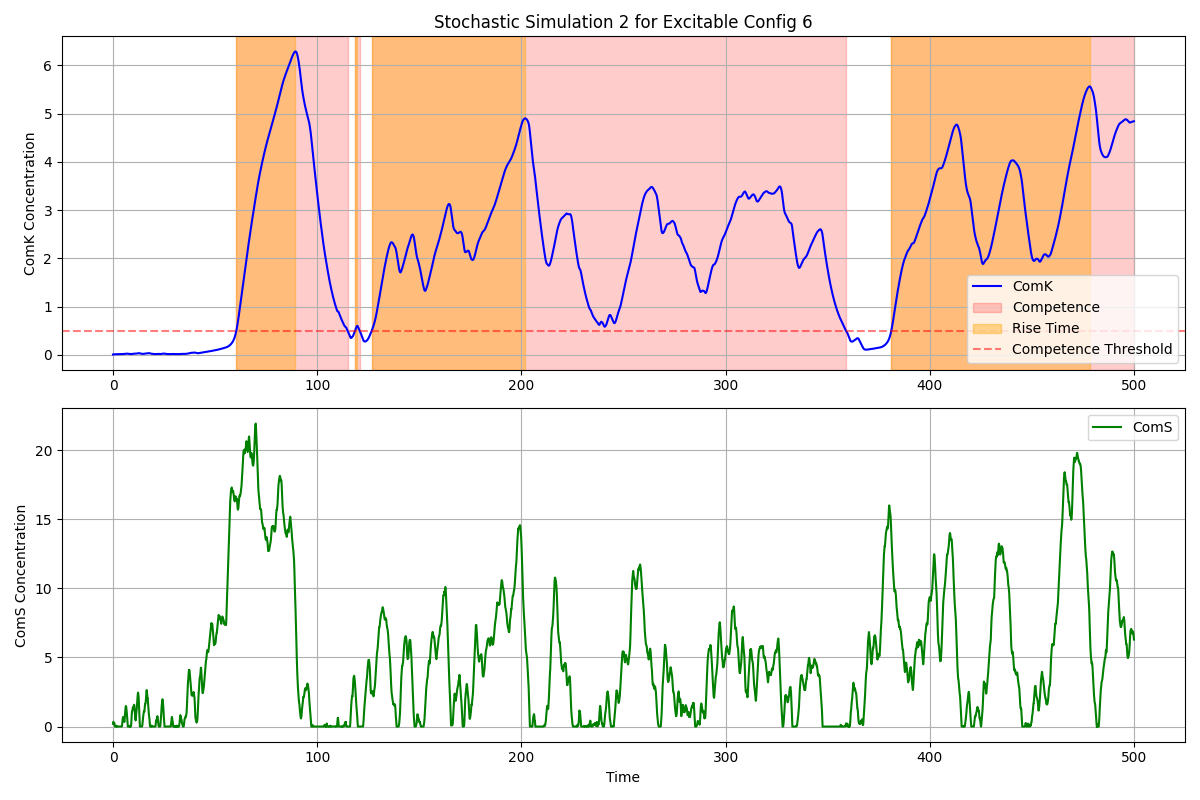 Stochastic Simulation 2 for Excitable Config 6
ComK Concentration
6
5
4
3
2
1
0
ComK
Competence
Rise Time
Competence Threshold
0 100 200 300 400 500
ComS Concentration
20
15
10
5
0
ComS
0 100 200 300 400 500
Time